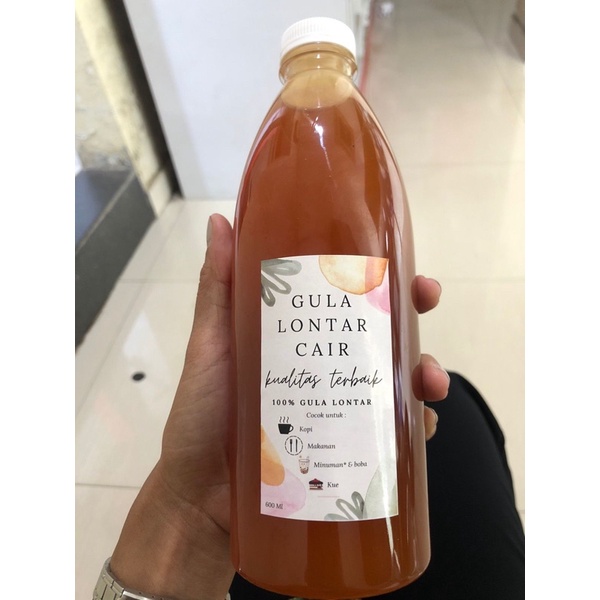 GULA
LONTAR
CAIR
kualitas terbaik
100% GULA LONTAR
Cocok untuk :
Kopi
Makanan
Minuman* & boba
Kue
600 Ml